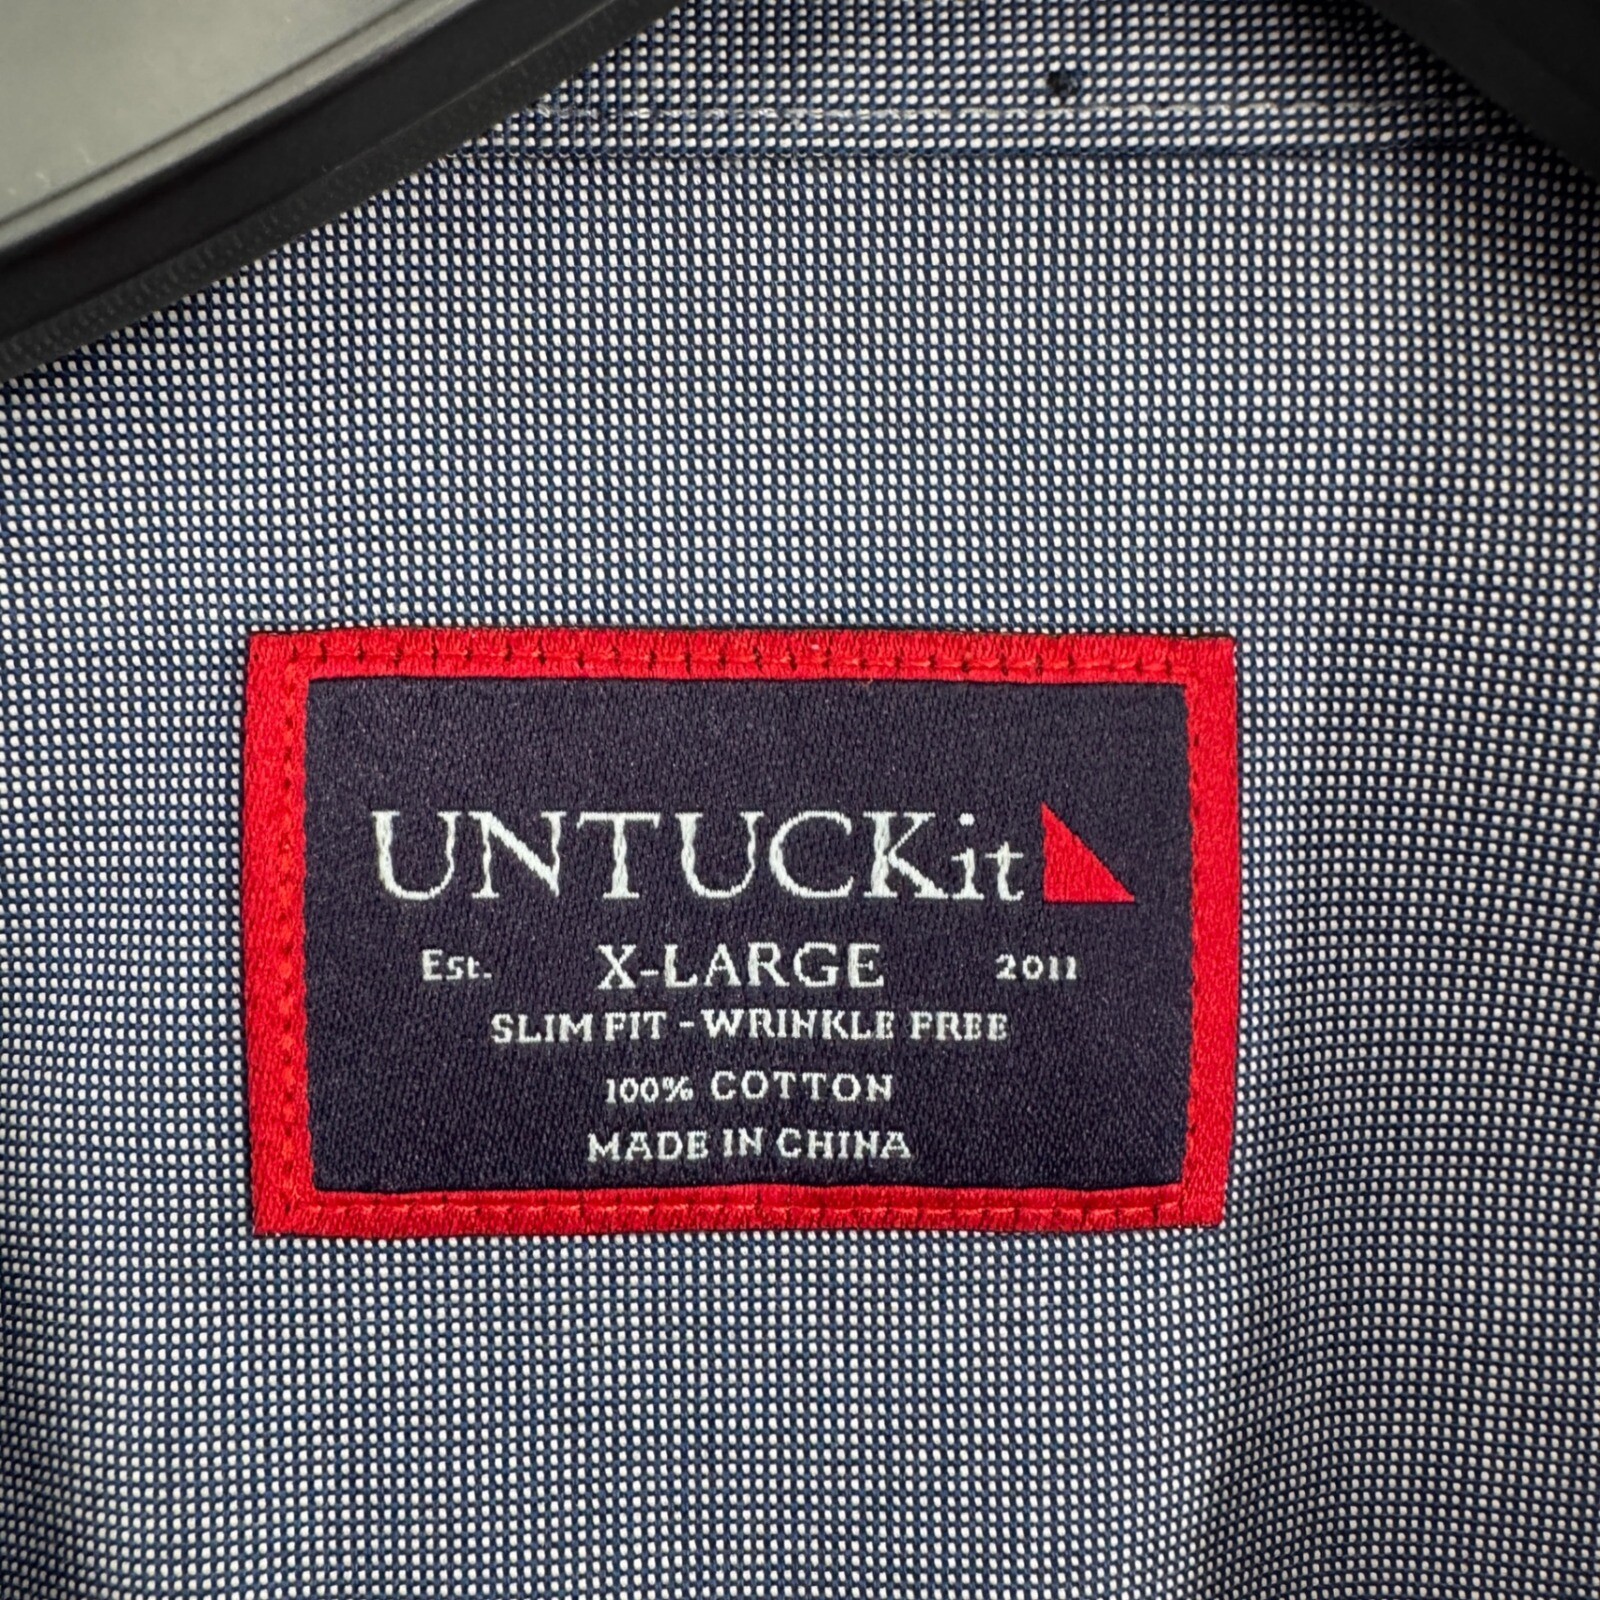 UNTUCKit
Est. X-LARGE 2011
SLIM FIT - WRINKLE FREE
100% COTTON
MADE IN CHINA